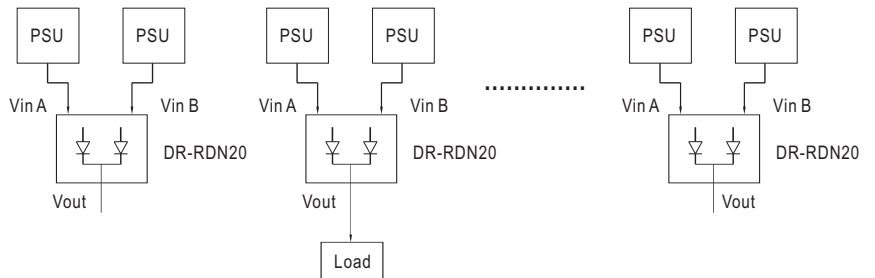 PSU PSU PSU PSU PSU PSU
Vin A Vin B Vin A Vin B Vin A Vin B
DR-RDN20 DR-RDN20 DR-RDN20
Vout Vout Vout
Load